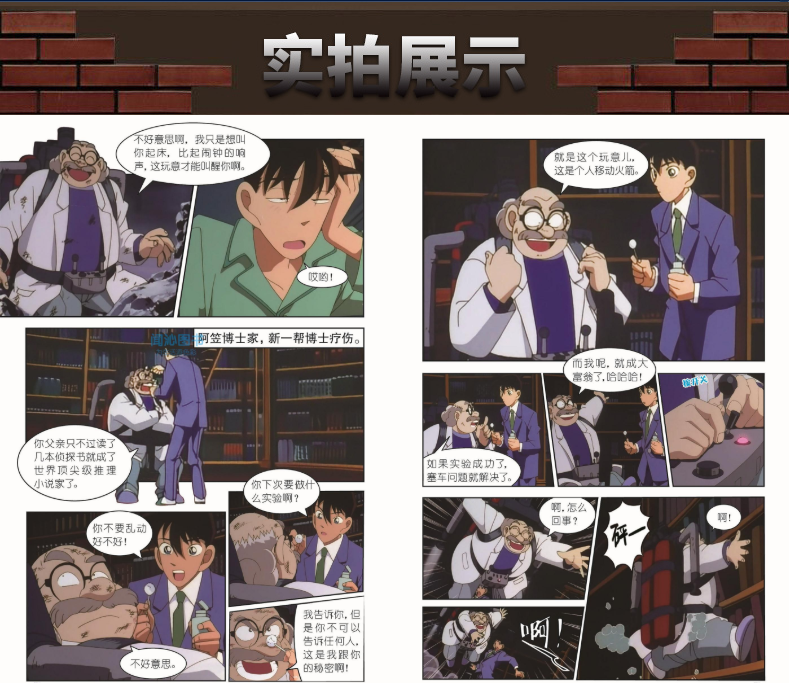 实拍展示
不好意思啊，我只是想叫
你起床，比起闹钟的响
声，这玩意才能叫醒你啊。
哎哟！
阿笠博士家，新一帮博士疗伤。
你父亲只不过读了
几本侦探书就成了
世界顶尖级推理
小说家了。
你不要乱动
好不好！
不好意思。
你下次要做什
么实验啊？
我告诉你，但
是你不可以
告诉任何人，
这是我跟你
的秘密啊！
就是这个玩意儿，
这是个人移动火箭。
如果实验成功了，
塞车问题就解决了。
而我呢，就成大
富翁了，哈哈哈！
啊，怎么
回事？
啊！
砰—
啊！